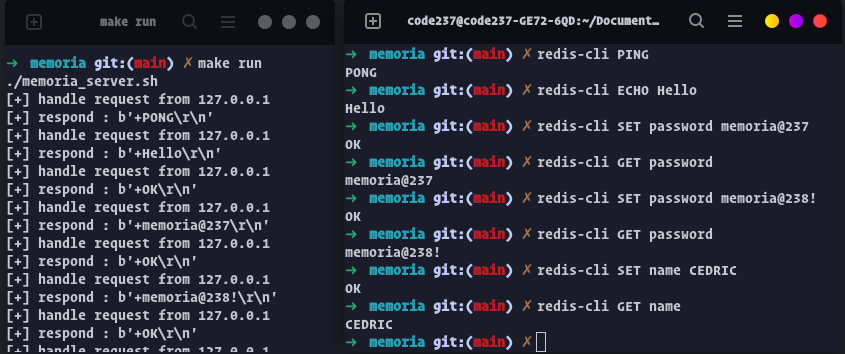 make run
➜ memoria git:(main) ✗ make run
./memoria_server.sh
[+] handle request from 127.0.0.1
[+] respond : b'+PONG\r\n'
[+] handle request from 127.0.0.1
[+] respond : b'+Hello\r\n'
[+] handle request from 127.0.0.1
[+] respond : b'+OK\r\n'
[+] handle request from 127.0.0.1
[+] respond : b'+memoria@237\r\n'
[+] handle request from 127.0.0.1
[+] respond : b'+OK\r\n'
[+] handle request from 127.0.0.1
[+] respond : b'+memoria@238!\r\n'
[+] handle request from 127.0.0.1
[+] respond : b'+OK\r\n'
[+] handle request from 127.0.0.1
code237@code237-GE72-6QD:~/Document...
➜ memoria git:(main) ✗ redis-cli PING
PONG
➜ memoria git:(main) ✗ redis-cli ECHO Hello
Hello
➜ memoria git:(main) ✗ redis-cli SET password memoria@237
OK
➜ memoria git:(main) ✗ redis-cli GET password
memoria@237
➜ memoria git:(main) ✗ redis-cli SET password memoria@238!
OK
➜ memoria git:(main) ✗ redis-cli GET password
memoria@238!
➜ memoria git:(main) ✗ redis-cli SET name CEDRIC
OK
➜ memoria git:(main) ✗ redis-cli GET name
CEDRIC
➜ memoria git:(main) ✗